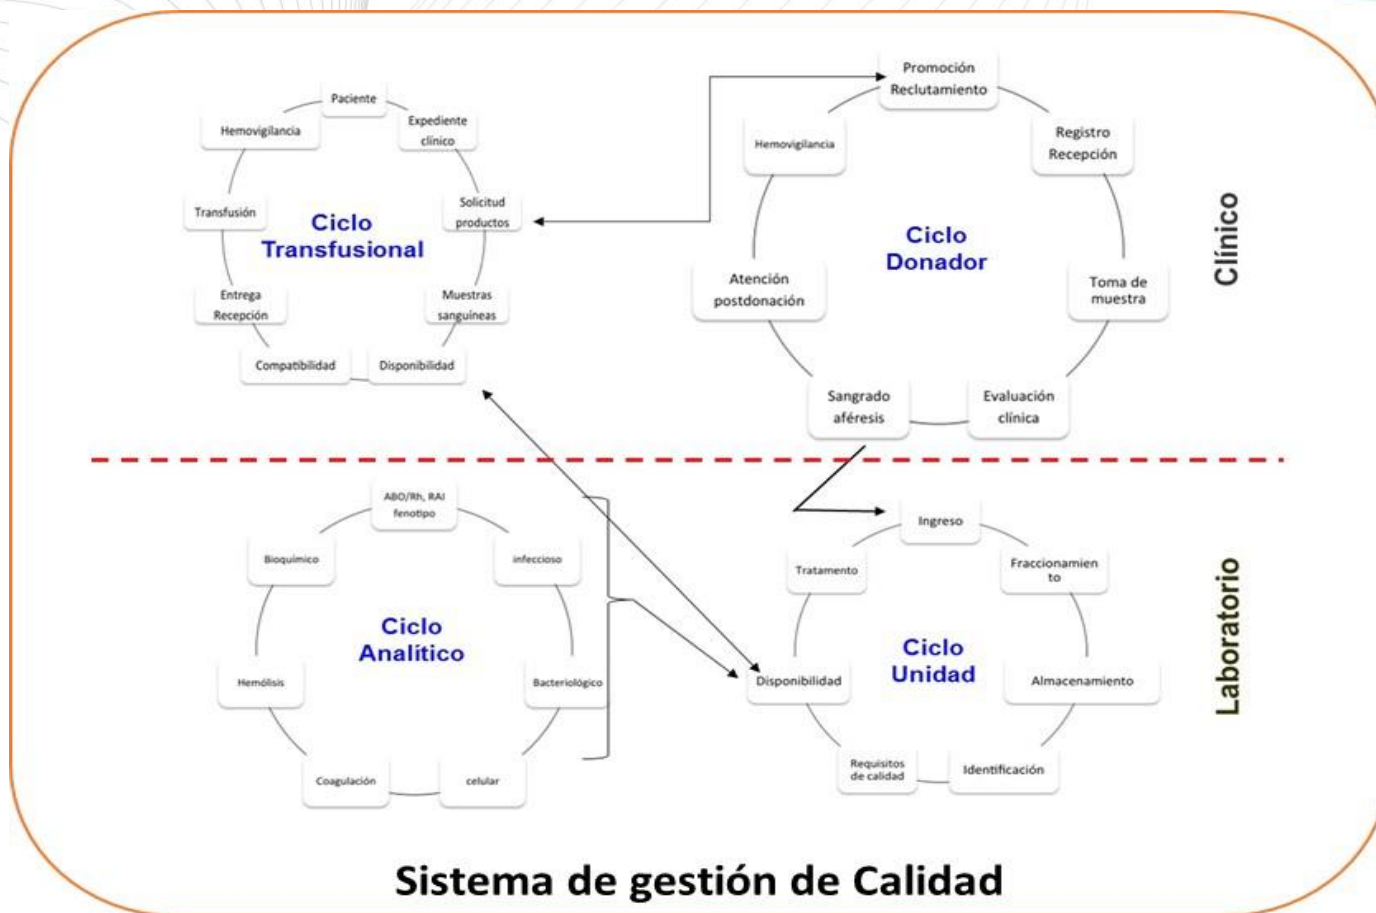 Paciente
Expediente
clínico
Solicitud
productos
Muestras
sanguíneas
Disponibilidad
Compatibilidad
Entrega
Recepción
Transfusión
Hemovigilancia
Ciclo
Transfusional
Promoción
Reclutamiento
Registro
Recepción
Toma de
muestra
Evaluación
clínica
Sangrado
aféresis
Atención
postdonación
Hemovigilancia
Ciclo
Donador
Clínico
ABO/Rh, RAI
fenotipo
infeccioso
Bacteriológico
celular
Coagulación
Hemólisis
Bioquímico
Ciclo
Analítico
Ingreso
Fraccionamien
to
Almacenamiento
Identificación
Requisitos
de calidad
Disponibilidad
Tratamento
Ciclo
Unidad
Laboratorio
Sistema de gestión de Calidad